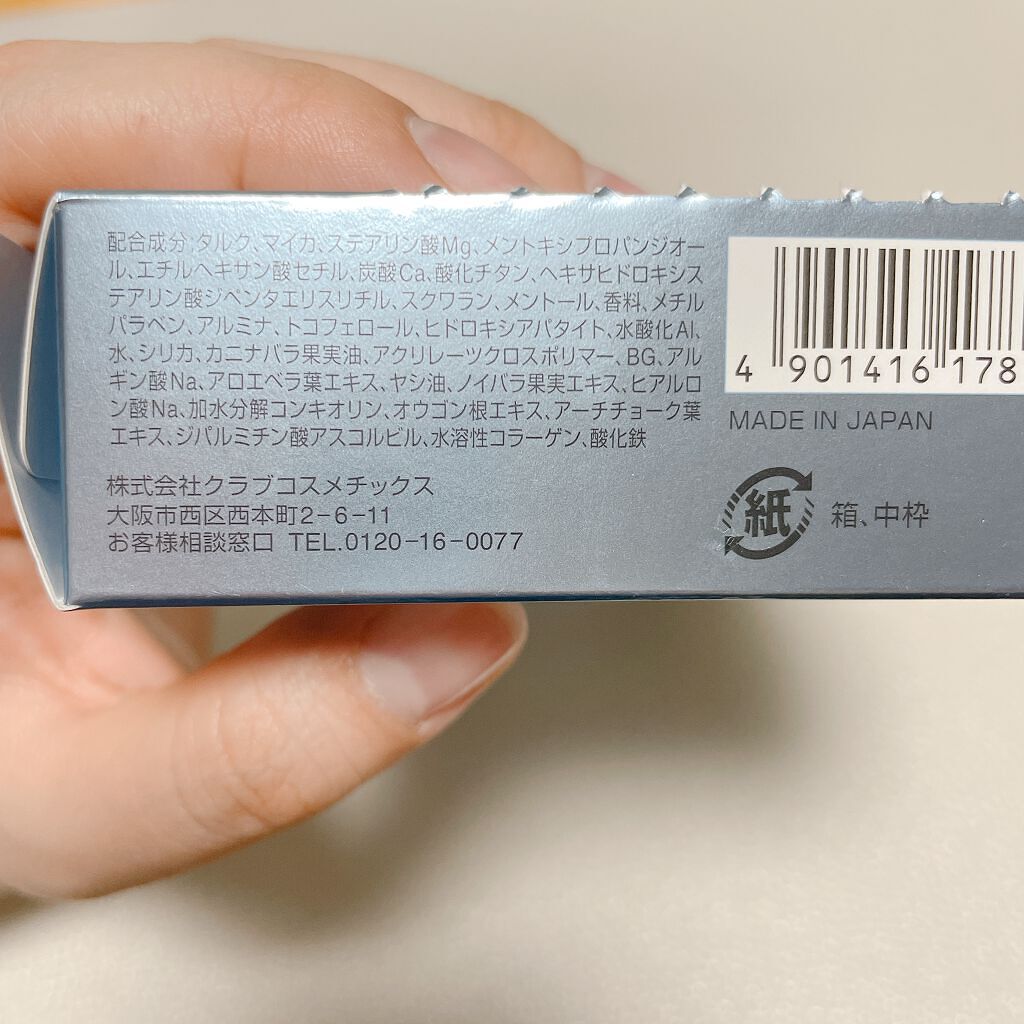 配合成分:タルク、マイカ、ステアリン酸Mg、メントキシプロパンジオー
ル、エチルヘキサン酸セチル、炭酸Ca、酸化チタン、ヘキサヒドロキシス
テアリン酸ジペンタエリスリチル、スクワラン、メントール、香料、メチル
パラベン、アルミナ、トコフェロール、ヒドロキシアパタイト、水酸化Al、
水、シリカ、カニナバラ果実油、アクリレーツクロスポリマー、BG、アル
ギン酸Na、アロエベラ葉エキス、ヤシ油、ノイバラ果実エキス、ヒアルロ
ン酸Na、加水分解コンキオリン、オウゴン根エキス、アーチチョーク葉
エキス、ジパルミチン酸アスコルビル、水溶性コラーゲン、酸化鉄
株式会社クラブコスメチックス
大阪市西区西本町2-6-11
お客様相談窓口 TEL.0120-16-0077
4 901416 178
MADE IN JAPAN
紙 箱、中枠